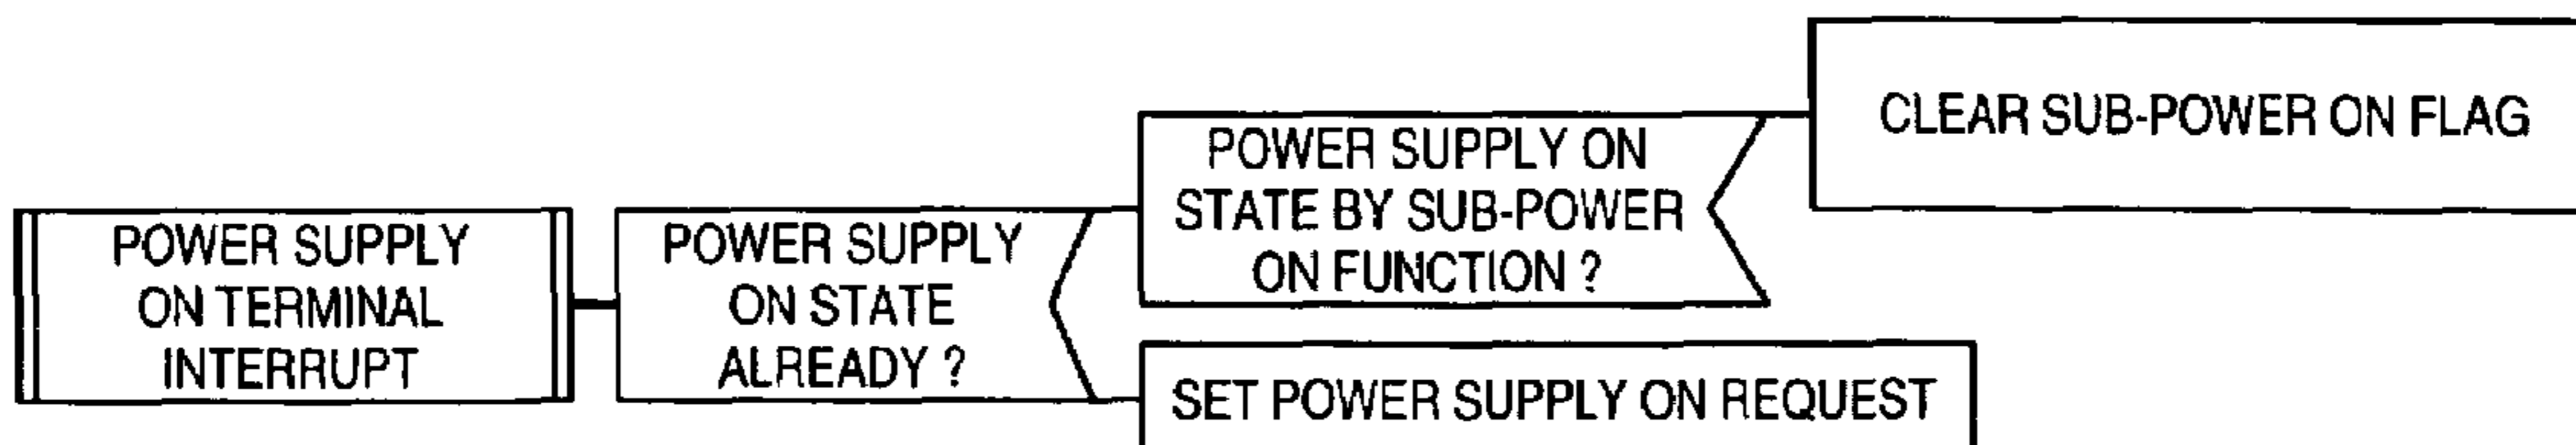 POWER SUPPLY
ON TERMINAL
INTERRUPT
POWER SUPPLY
ON STATE
ALREADY ?
POWER SUPPLY ON
STATE BY SUB-POWER
ON FUNCTION ?
CLEAR SUB-POWER ON FLAG
SET POWER SUPPLY ON REQUEST